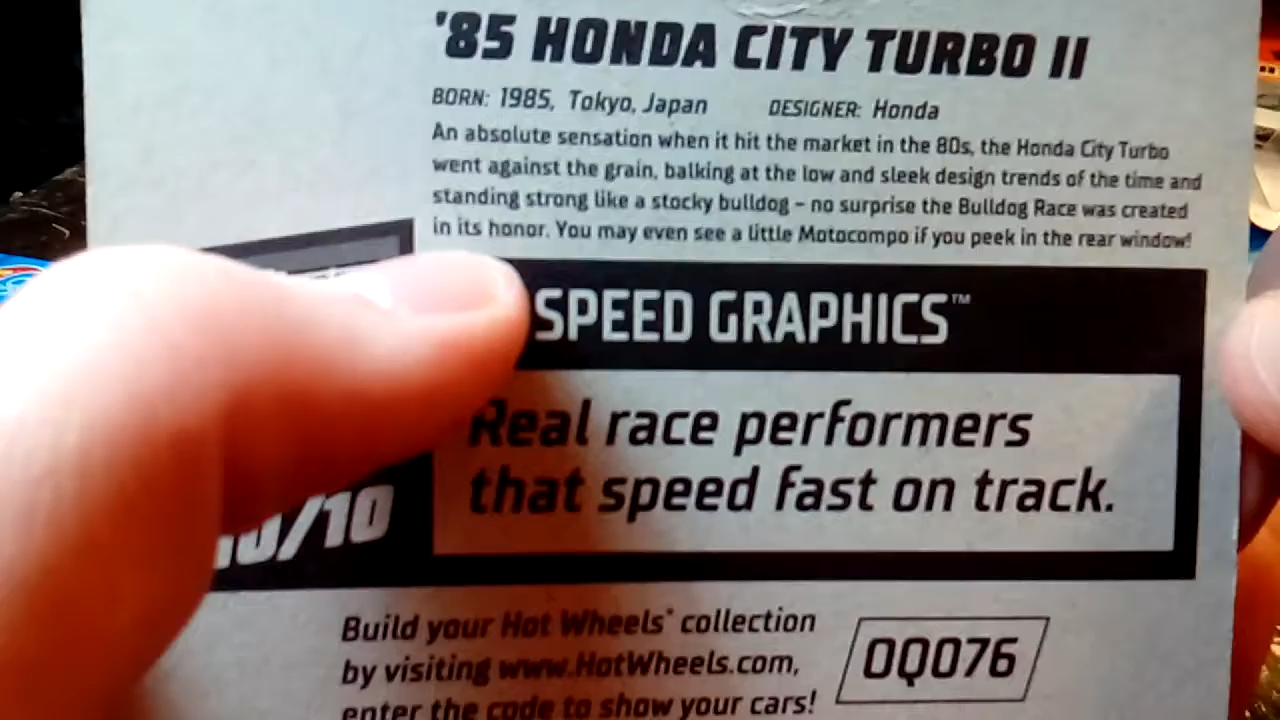 '85 HONDA CITY TURBO II
BORN: 1985, Tokyo, Japan DESIGNER: Honda
An absolute sensation when it hit the market in the 80s, the Honda City Turbo
went against the grain, balking at the low and sleek design trends of the time and
standing strong like a stocky bulldog – no surprise the Bulldog Race was created
in its honor. You may even see a little Motocompo if you peek in the rear window!
SPEED GRAPHICS™
Real race performers
that speed fast on track.
/10
Build your Hot Wheels® collection
by visiting www.HotWheels.com,
enter the code to show your cars!
0Q076